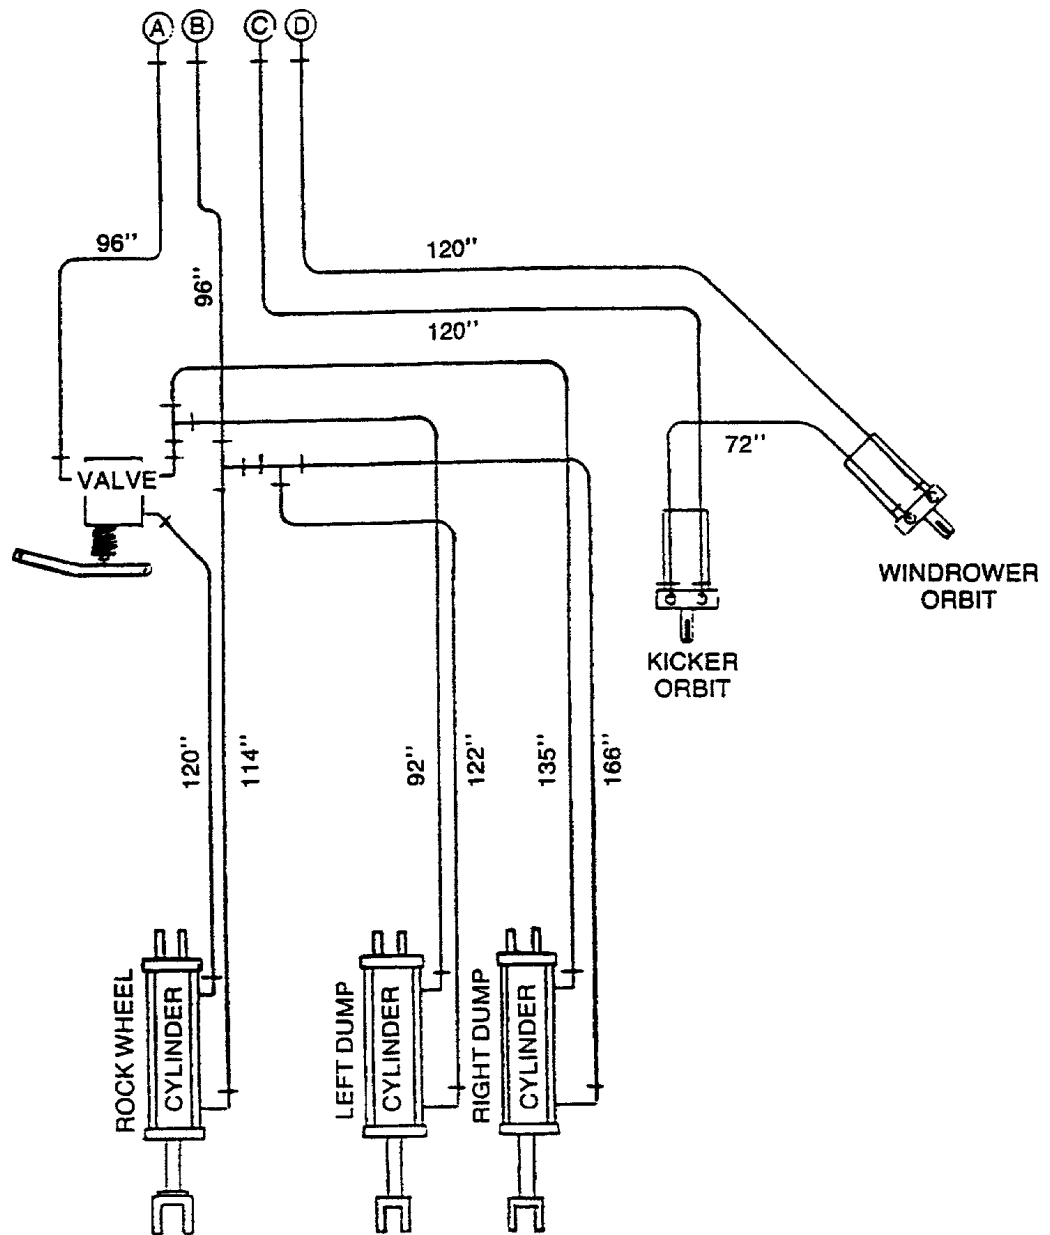 A B C D
96"
96"
120"
120"
72"
VALVE
WINDROWER
ORBIT
KICKER
ORBIT
120"
114"
92"
122"
135"
166"
ROCK WHEEL
CYLINDER
LEFT DUMP
CYLINDER
RIGHT DUMP
CYLINDER